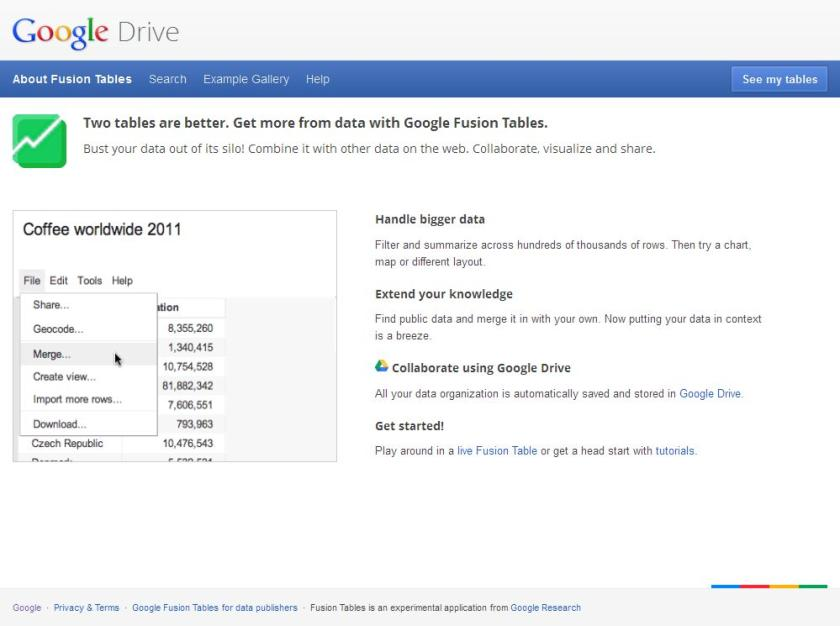 Google Drive
About Fusion Tables Search Example Gallery Help See my tables
Two tables are better. Get more from data with Google Fusion Tables.
Bust your data out of its silo! Combine it with other data on the web. Collaborate, visualize and share.
Coffee worldwide 2011
File Edit Tools Help
Share...
Geocode...
Merge...
Create view...
Import more rows...
Download...
ation
8,355,260
1,340,415
10,754,528
81,882,342
7,606,551
793,963
Czech Republic 10,476,543
Handle bigger data
Filter and summarize across hundreds of thousands of rows. Then try a chart,
map or different layout.
Extend your knowledge
Find public data and merge it in with your own. Now putting your data in context
is a breeze.
Collaborate using Google Drive
All your data organization is automatically saved and stored in Google Drive.
Get started!
Play around in a live Fusion Table or get a head start with tutorials.
Google · Privacy & Terms · Google Fusion Tables for data publishers · Fusion Tables is an experimental application from Google Research